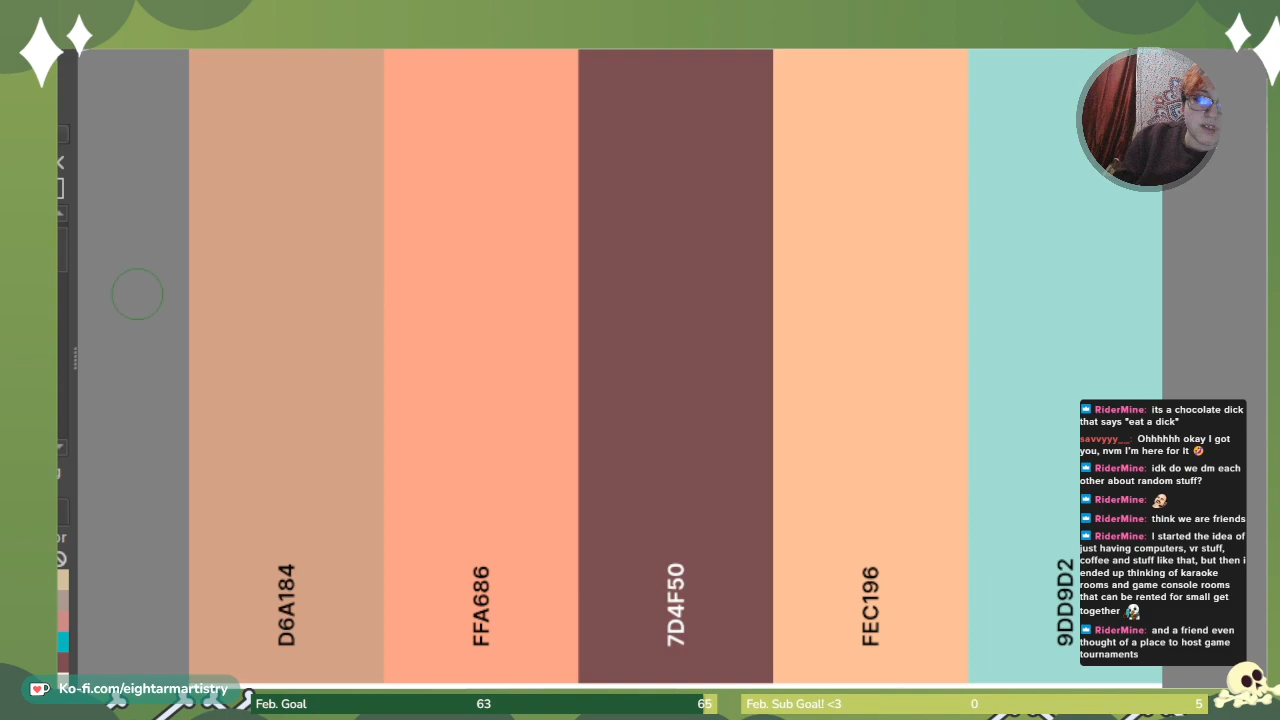 D6A184
FFA686
7D4F50
FEC196
9DD9D2
RiderMine: its a chocolate dick
that says "eat a dick"
savvyyy__: Ohhhhhh okay I got
you, nvm I'm here for it
RiderMine: idk do we dm each
other about random stuff?
RiderMine:
RiderMine: think we are friends
RiderMine: I started the idea of
just having computers, vr stuff,
coffee and stuff like that, but then i
ended up thinking of karaoke
rooms and game console rooms
that can be rented for small get
together
RiderMine: and a friend even
thought of a place to host game
tournaments
Ko-fi.com/eightarmartistry
Feb. Goal 63 65
Feb. Sub Goal! <3 0 5